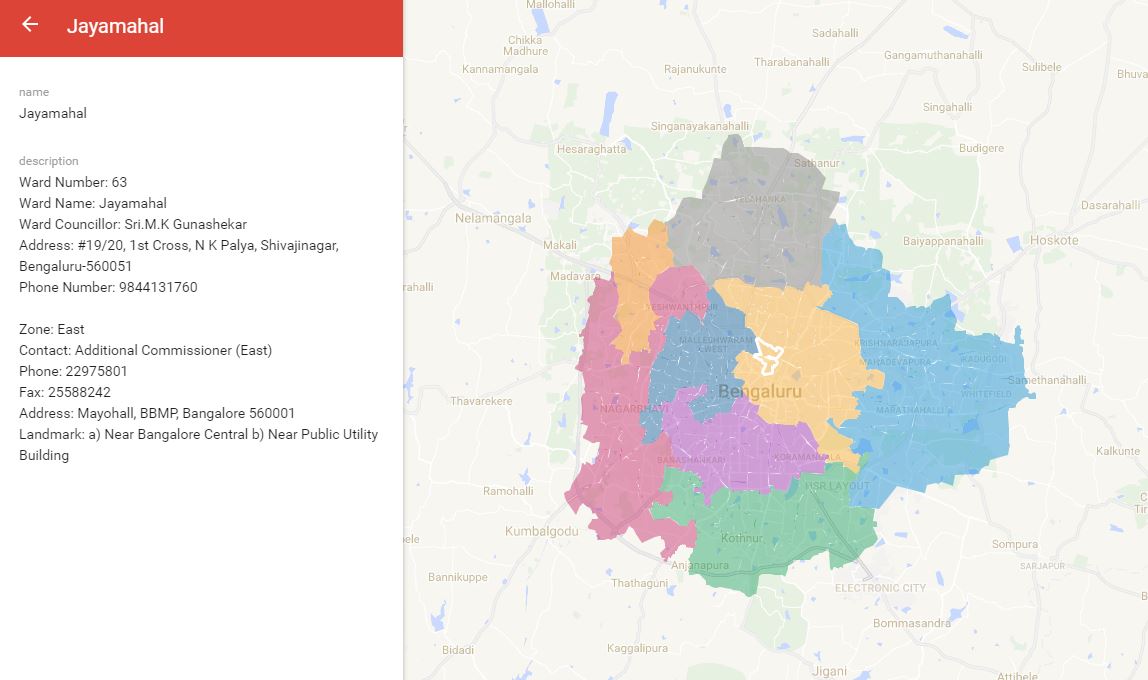 Jayamahal
name
Jayamahal
description
Ward Number: 63
Ward Name: Jayamahal
Ward Councillor: Sri.M.K Gunashekar
Address: #19/20, 1st Cross, N K Palya, Shivajinagar,
Bengaluru-560051
Phone Number: 9844131760
Zone: East
Contact: Additional Commissioner (East)
Phone: 22975801
Fax: 25588242
Address: Mayohall, BBMP, Bangalore 560001
Landmark: a) Near Bangalore Central b) Near Public Utility
Building
Mallohalli
Chikka
Madhure
Sadahalli
Gangamuthanahalli
Kannamangala
Rajanukunte
Tharabanahalli
Sulibele
Bhuva
Singahalli
Singanayakanahalli
Hesaraghatta
Sathanur
Budigere
YELAHANKA
Dasarahalli
Nelamangala
Makali
Baiyappanahalli
Hoskote
Madavara
arahalli
YESHWANTHPUR
MALLESHWARAM
WEST
KRISHNARAJAPURA
MAHADEVAPURA
KADUGODI
Samethanahalli
Bengaluru
WHITEFIELD
Thavarekere
NAGARBHAVI
MARATHAHALLI
BANASHANKARI
KORAMANGALA
Kalkunte
Ramohalli
HSR LAYOUT
Kumbalgodu
Kothnur
Sompura
Anjanapura
SARJAPUR
Bannikuppe
Thathaguni
ELECTRONIC CITY
Bommasandra
Bidadi
Kaggalipura
Jigani
Attibele